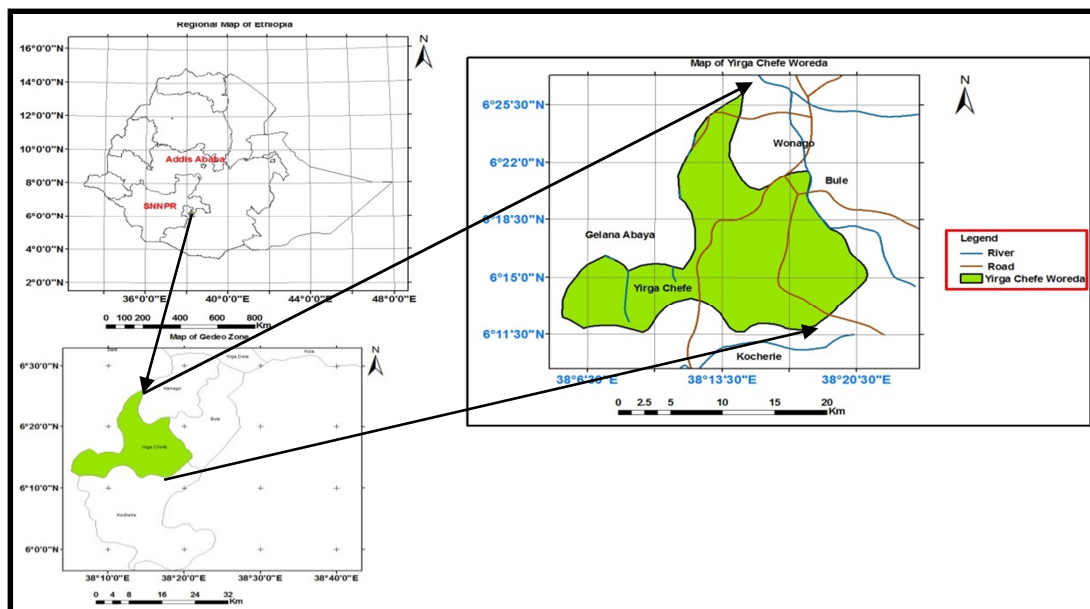 Regional Map of Ethiopia
N
16°0'0"N
14°0'0"N
12°0'0"N
10°0'0"N
8°0'0"N
6°0'0"N
4°0'0"N
2°0'0"N
Addis Ababa
SNNPR
36°0'0"E 39°0'0"E 42°0'0"E 45°0'0"E 48°0'0"E
0 100 200 400 600 800
Km
Map of Gedeo Zone
N
6°30'0"N
6°20'0"N
6°10'0"N
6°0'0"N
Wenago
Bule
Yirga Chefe
38°10'0"E 38°20'0"E 38°30'0"E 38°40'0"E
0 4 8 16 24 32
Km
Map of Yirga Chefe Woreda
N
6°25'30"N
6°22'0"N
6°18'30"N
6°15'0"N
6°11'30"N
Wonago
Bule
Gelana Abaya
Yirga Chefe
Kocherie
38°6'30"E 38°13'30"E 38°20'30"E
0 2.5 5 10 15 20
Km
Legend
River
Road
Yirga Chefe Woreda